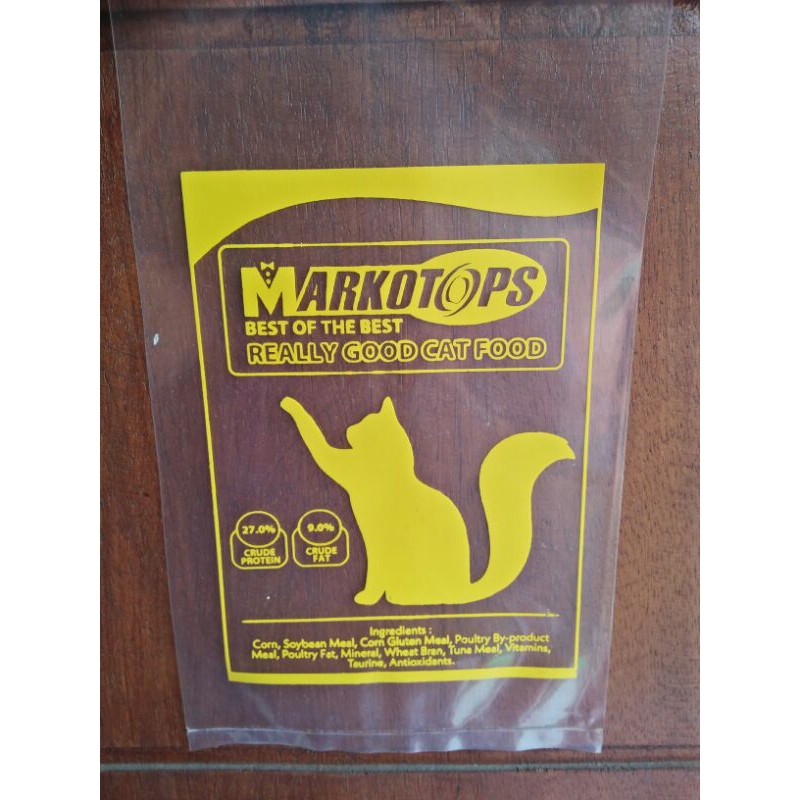 MARKOTOPS
BEST OF THE BEST
REALLY GOOD CAT FOOD
27.0%
CRUDE
PROTEIN
9.0%
CRUDE
FAT
Ingredients :
Corn, Soybean Meal, Corn Gluten Meal, Poultry By-product
Meal, Poultry Fat, Mineral, Wheat Bran, Tuna Meal, Vitamins,
Taurine, Antioxidants.